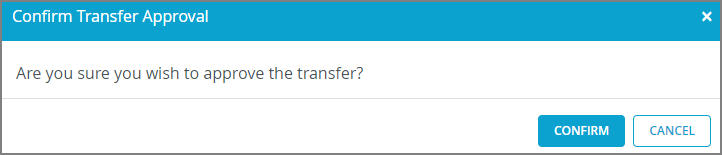 Confirm Transfer Approval ×
Are you sure you wish to approve the transfer?
CONFIRM CANCEL